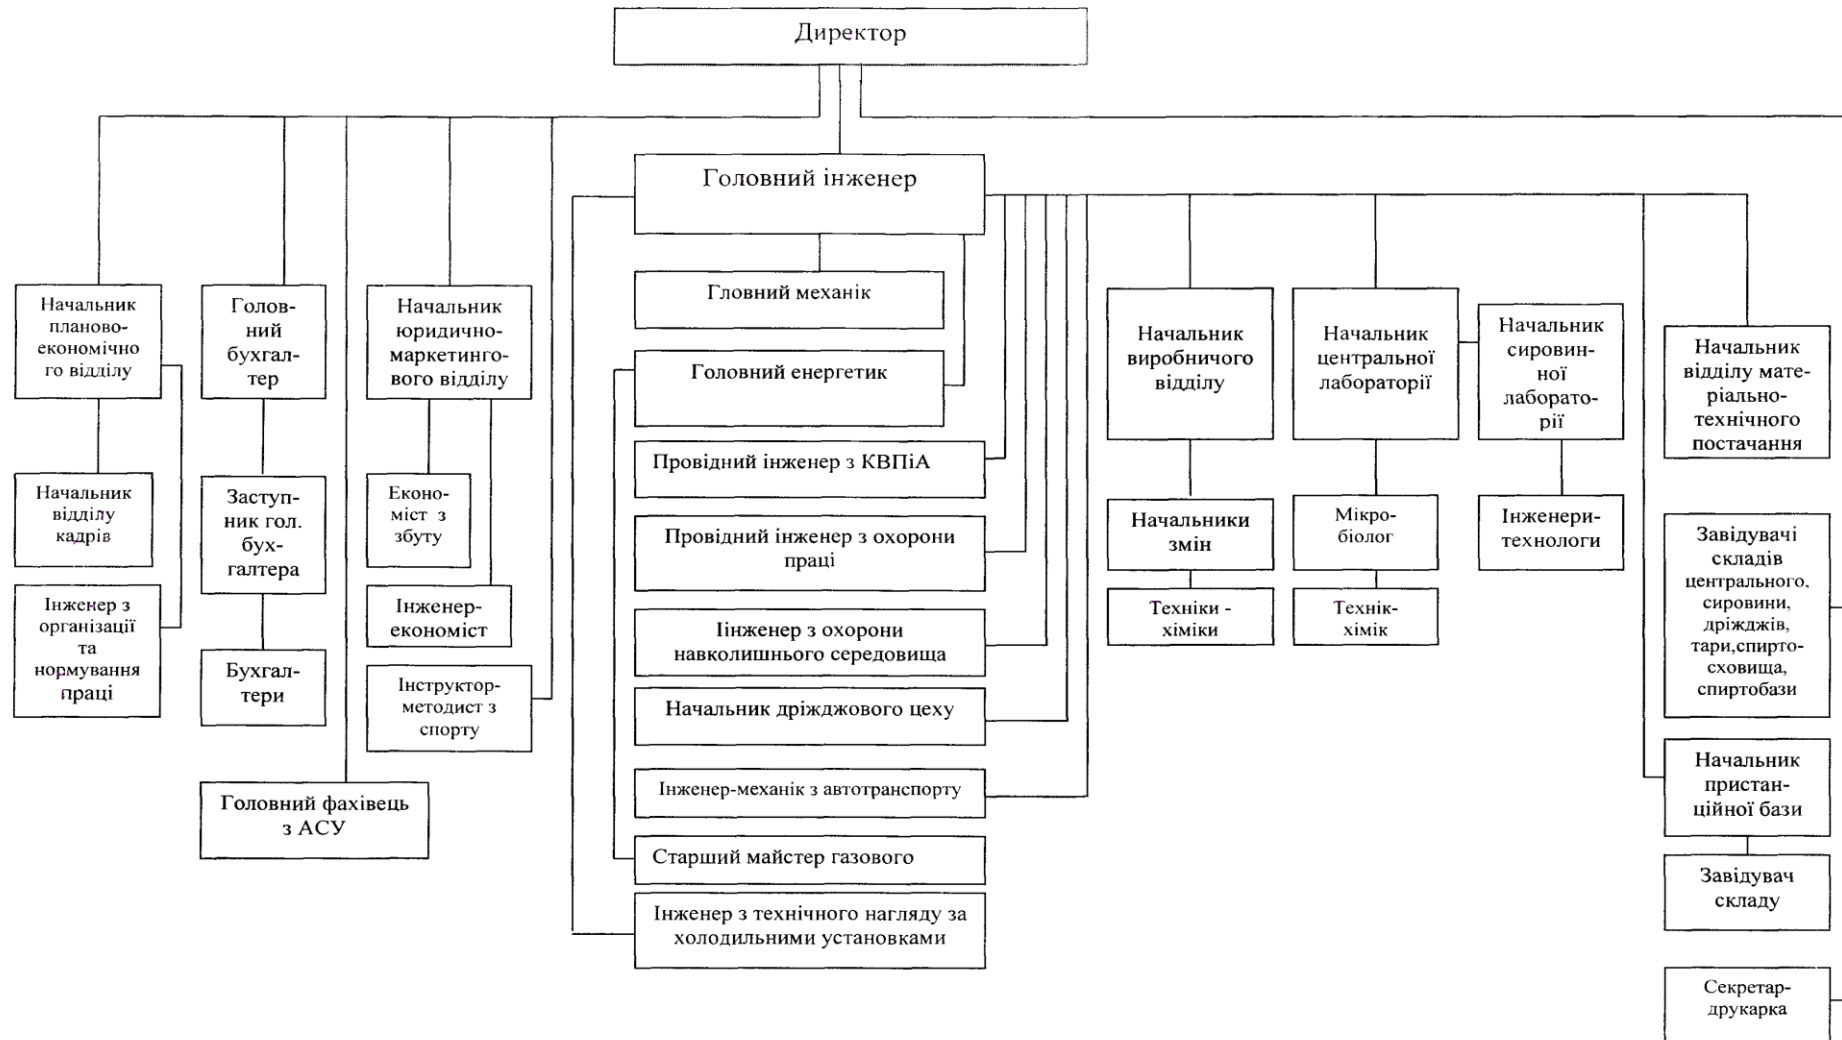 Директор
Головний інженер
Начальник
планово-
економічно
го відділу
Голов-
ний
бухгал-
тер
Начальник
юридично-
маркетинго-
вого відділу
Гловний механік
Головний енергетик
Провідний інженер з КВПіА
Провідний інженер з охорони
праці
Іінженер з охорони
навколишнього середовища
Начальник дріжджового цеху
Інженер-механік з автотранспорту
Старший майстер газового
Інженер з технічного нагляду за
холодильними установками
Начальник
виробничого
відділу
Начальник
центральної
лабораторії
Начальник
сировин-
ної
лаборато-
рії
Начальник
відділу мате-
ріально-
технічного
постачання
Начальник
відділу
кадрів
Заступ-
ник гол.
бух-
галтера
Еконо-
міст з
збуту
Начальники
змін
Мікро-
біолог
Інженери-
технологи
Завідувачі
складів
центрального,
сировини,
дріжджів,
тари,спирто-
сховища,
спиртобази
Інженер з
організації
та
нормування
праці
Бухгал-
тери
Інженер-
економіст
Інструктор-
методист з
спорту
Техніки -
хіміки
Технік-
хімік
Головний фахівець
з АСУ
Начальник
пристан-
ційної бази
Завідувач
складу
Секретар-
друкарка